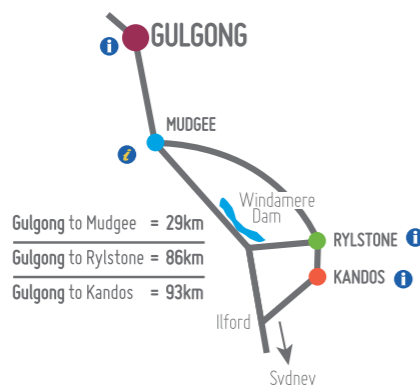 GULGONG
i
MUDGEE
i
Windamere
Dam
Gulgong to Mudgee = 29km
RYLSTONE i
Gulgong to Rylstone = 86km
KANDOS i
Gulgong to Kandos = 93km
Ilford
Sydney